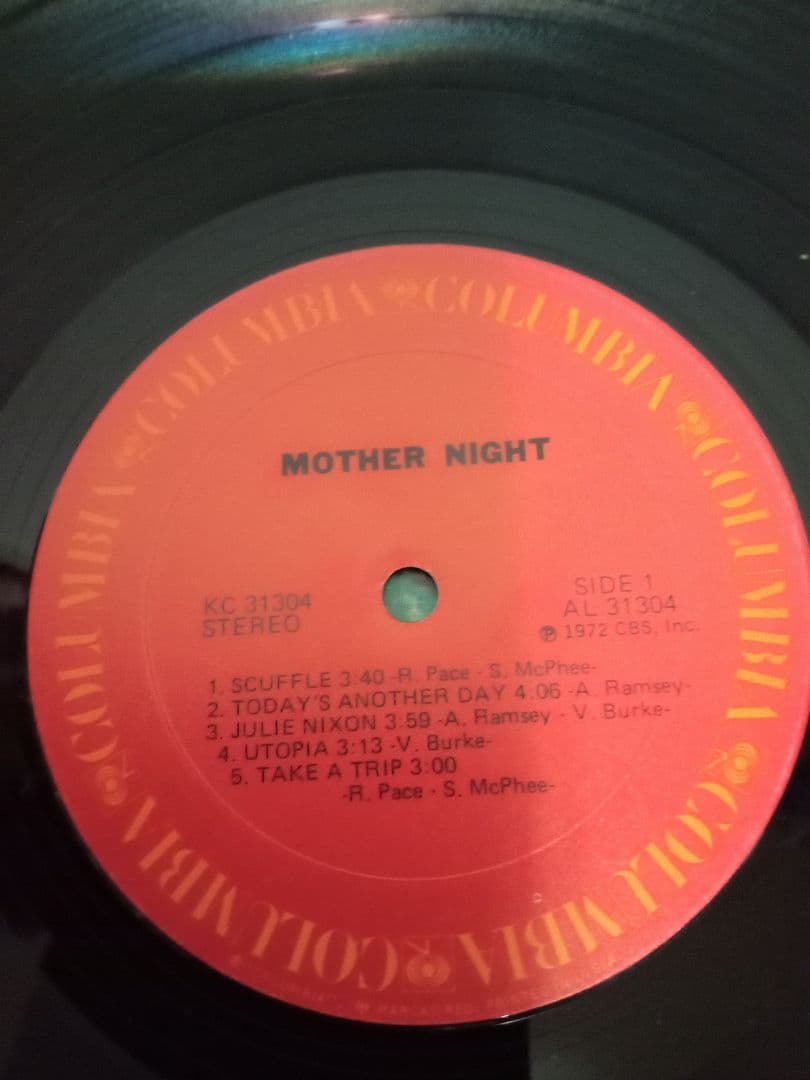 COLUMBIA COLUMBIA COLUMBIA COLUMBIA COLUMBIA COLUMBIA
MOTHER NIGHT
KC 31304
STEREO
SIDE 1
AL 31304
℗ 1972 CBS, Inc.
1. SCUFFLE 3:40 -R. Pace - S. McPhee-
2. TODAY'S ANOTHER DAY 4:06 -A. Ramsey-
3. JULIE NIXON 3:59 -A. Ramsey - V. Burke-
4. UTOPIA 3:13 -V. Burke-
5. TAKE A TRIP 3:00
-R. Pace - S. McPhee-